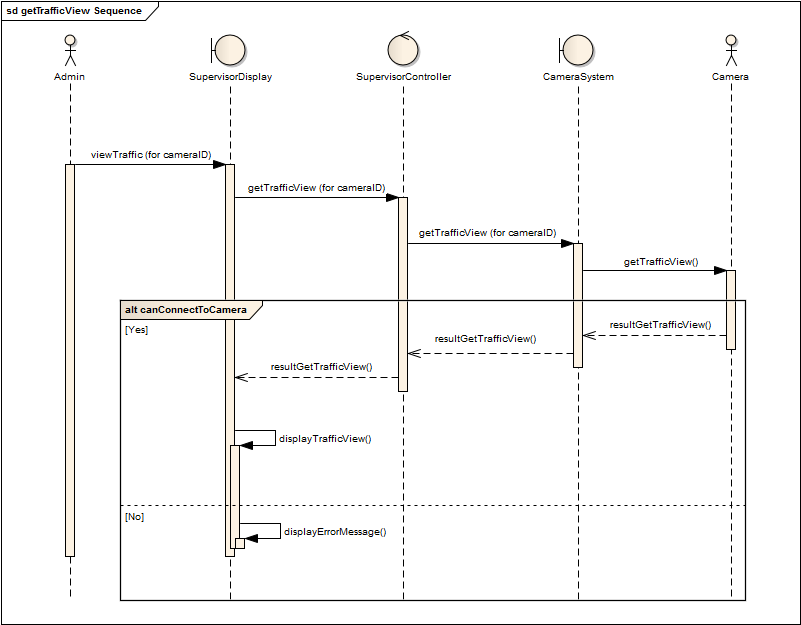 sd getTrafficView Sequence
Admin
SupervisorDisplay
SupervisorController
CameraSystem
Camera
viewTraffic (for cameraID)
getTrafficView (for cameraID)
getTrafficView (for cameraID)
getTrafficView()
alt canConnectToCamera
[Yes]
resultGetTrafficView()
resultGetTrafficView()
resultGetTrafficView()
displayTrafficView()
[No]
displayErrorMessage()